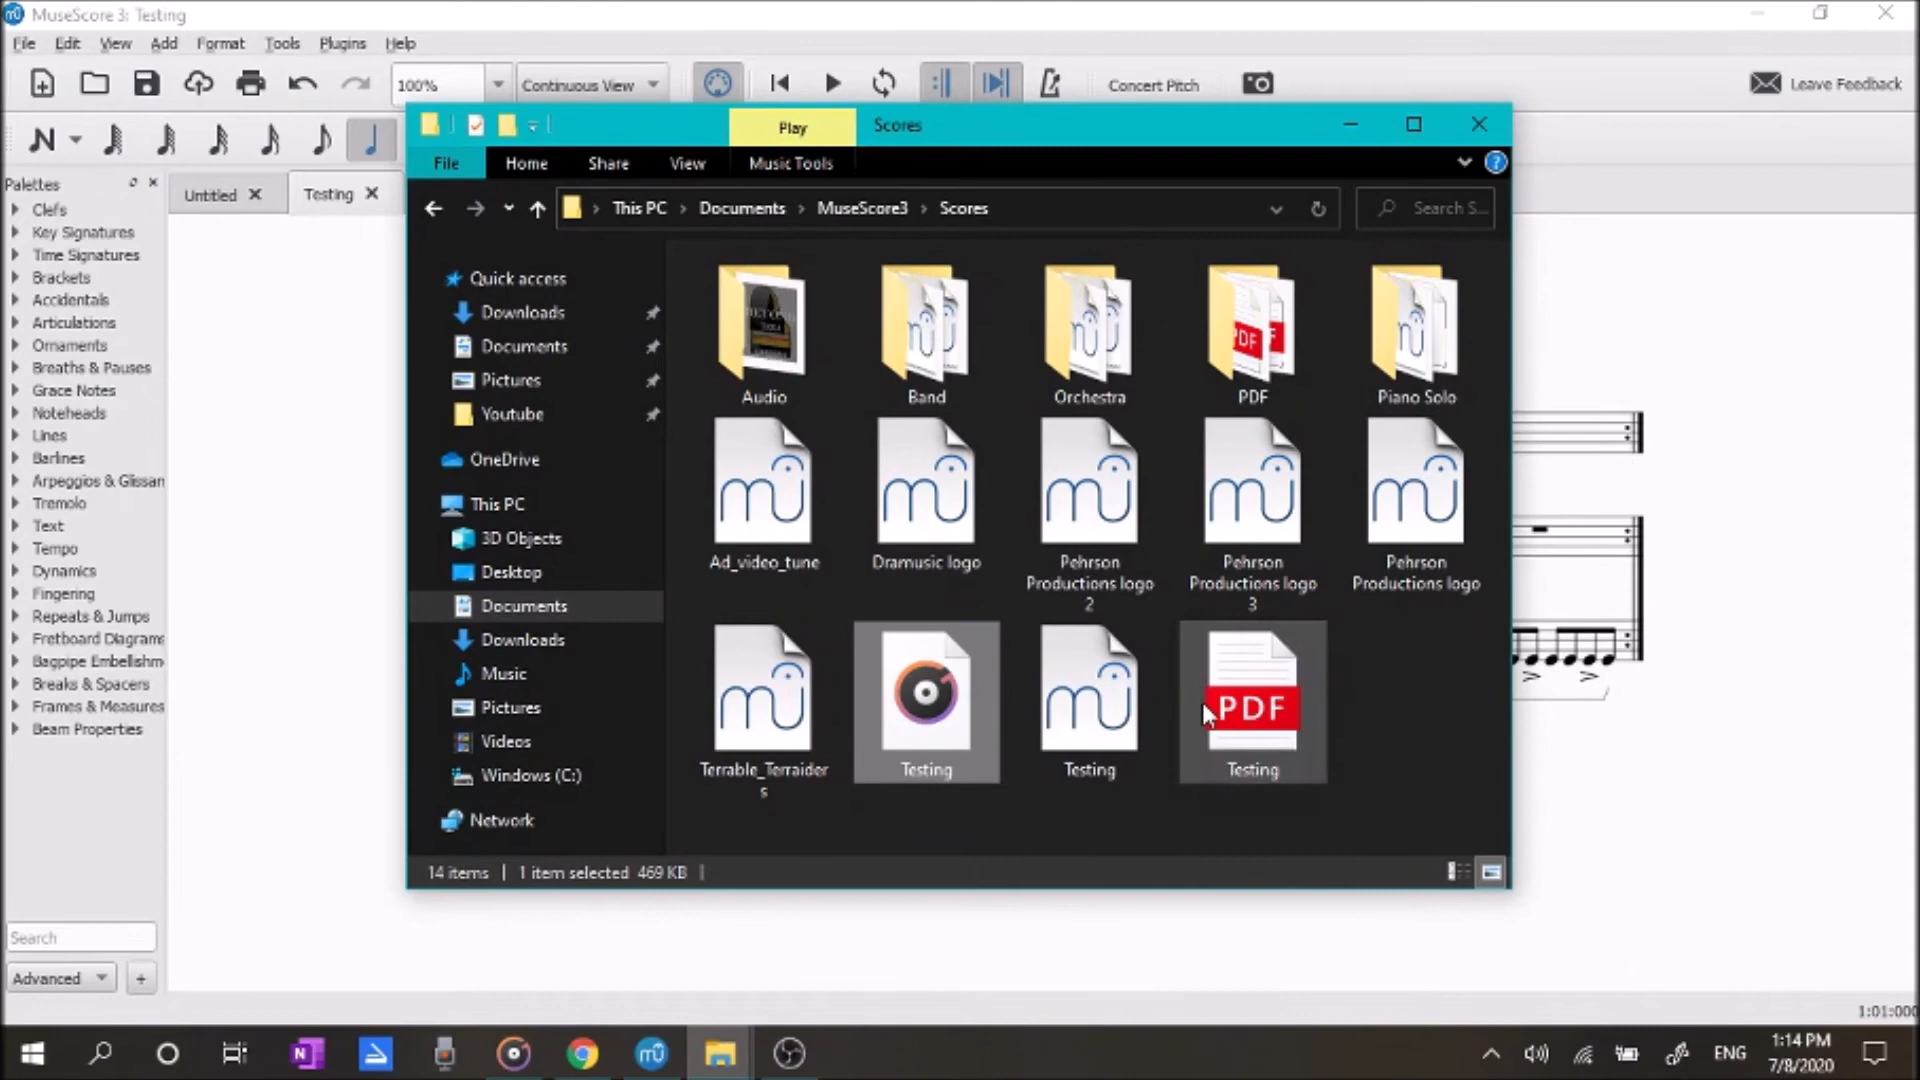 MuseScore 3: Testing
File Edit View Add Format Tools Plugins Help
100% Continuous View Concert Pitch Leave Feedback
Play Scores
File Home Share View Music Tools
Palettes
Untitled Testing
This PC Documents MuseScore3 Scores Search S...
Clefs
Key Signatures
Time Signatures
Brackets
Accidentals
Articulations
Ornaments
Breaths & Pauses
Grace Notes
Noteheads
Lines
Barlines
Arpeggios & Glissan
Tremolo
Text
Tempo
Dynamics
Fingering
Repeats & Jumps
Fretboard Diagrams
Bagpipe Embellishm
Breaks & Spacers
Frames & Measures
Beam Properties
Search
Advanced +
Quick access
Downloads
Documents
Pictures
Youtube
OneDrive
This PC
3D Objects
Desktop
Documents
Downloads
Music
Pictures
Videos
Windows (C:)
Network
PDF
Audio Band Orchestra PDF Piano Solo
Ad_video_tune
Dramusic logo
Pehrson
Productions logo
2
Pehrson
Productions logo
3
Pehrson
Productions logo
PDF
Terrable_Terraider
s
Testing
Testing
Testing
14 items 1 item selected 469 KB
1:01:000
ENG
1:14 PM
7/8/2020